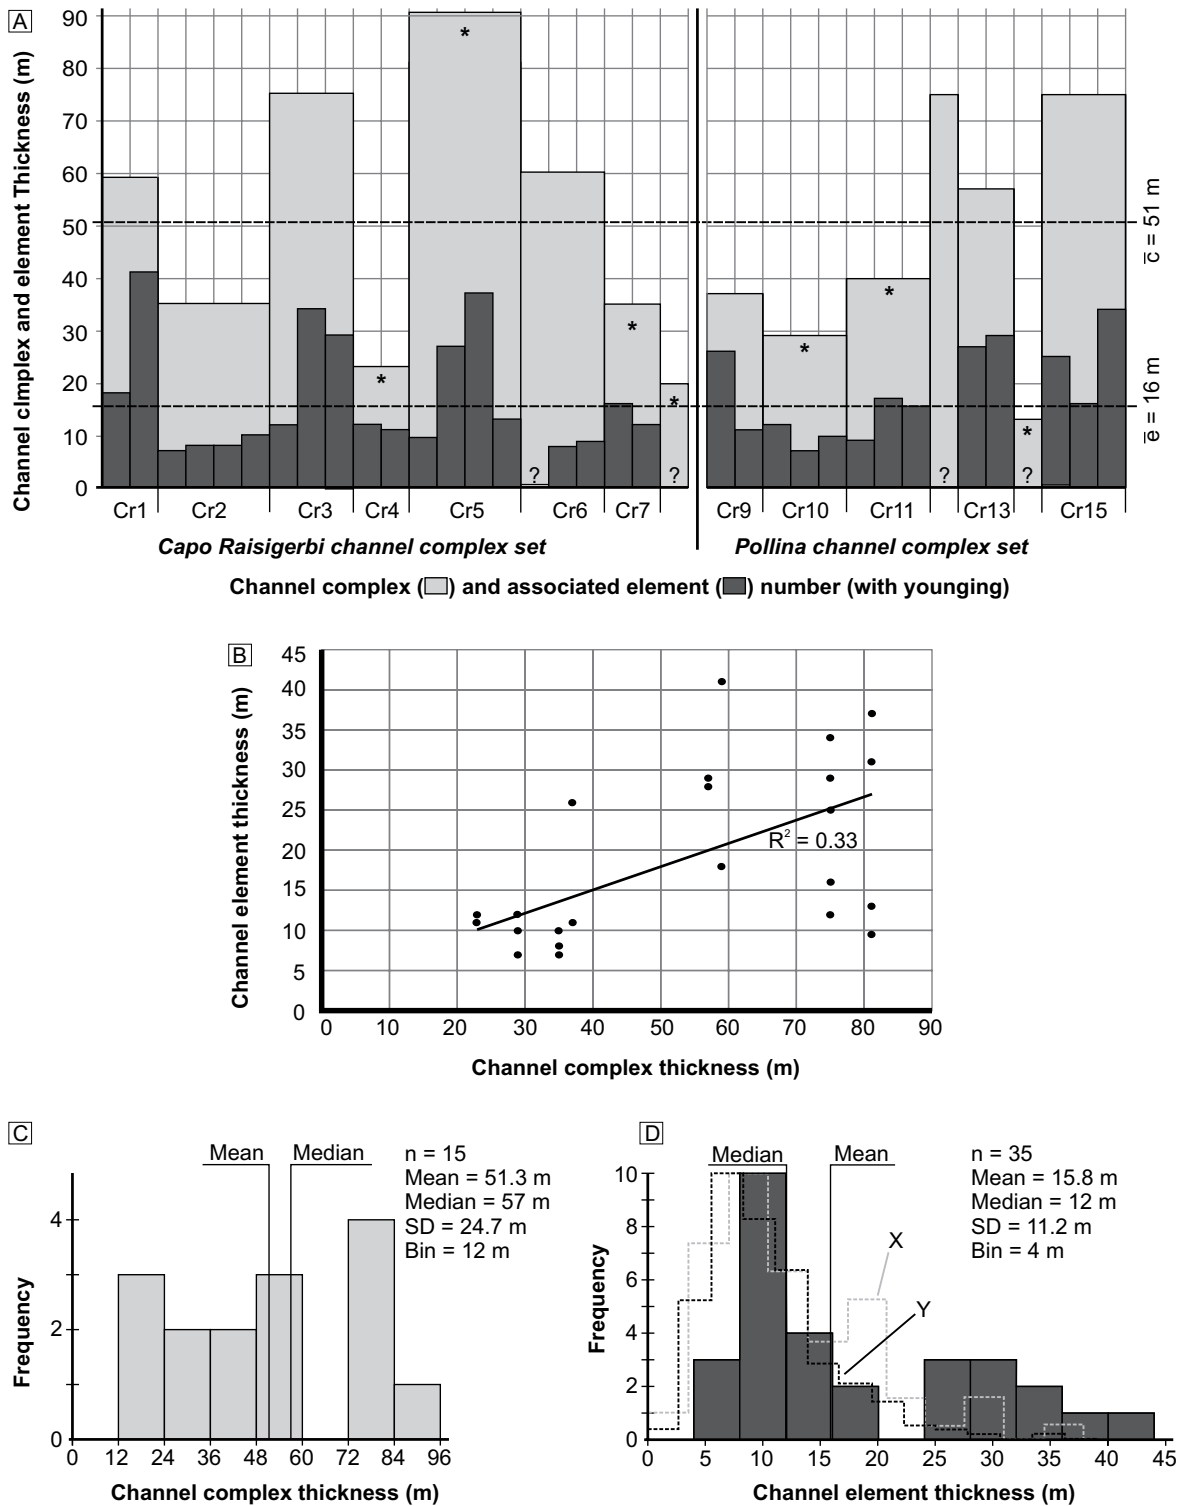 A
Channel cImplex and element Thickness (m)
90
80
70
60
50
40
30
20
10
0
*
*
*
*
*
*
*
?
?
?
?
c̅ = 51 m
e̅ = 16 m
Cr1 Cr2 Cr3 Cr4 Cr5 Cr6 Cr7 Cr9 Cr10 Cr11 Cr13 Cr15
Capo Raisigerbi channel complex set
Pollina channel complex set
Channel complex ( ) and associated element ( ) number (with younging)
B
Channel element thickness (m)
45
40
35
30
25
20
15
10
5
0
R² = 0.33
0 10 20 30 40 50 60 70 80 90
Channel complex thickness (m)
C
Mean Median
n = 15
Mean = 51.3 m
Median = 57 m
SD = 24.7 m
Bin = 12 m
Frequency
4
2
0
0 12 24 36 48 60 72 84 96
Channel complex thickness (m)
D
Median Mean
n = 35
Mean = 15.8 m
Median = 12 m
SD = 11.2 m
Bin = 4 m
X
Y
Frequency
10
8
6
4
2
0
0 5 10 15 20 25 30 35 40 45
Channel element thickness (m)